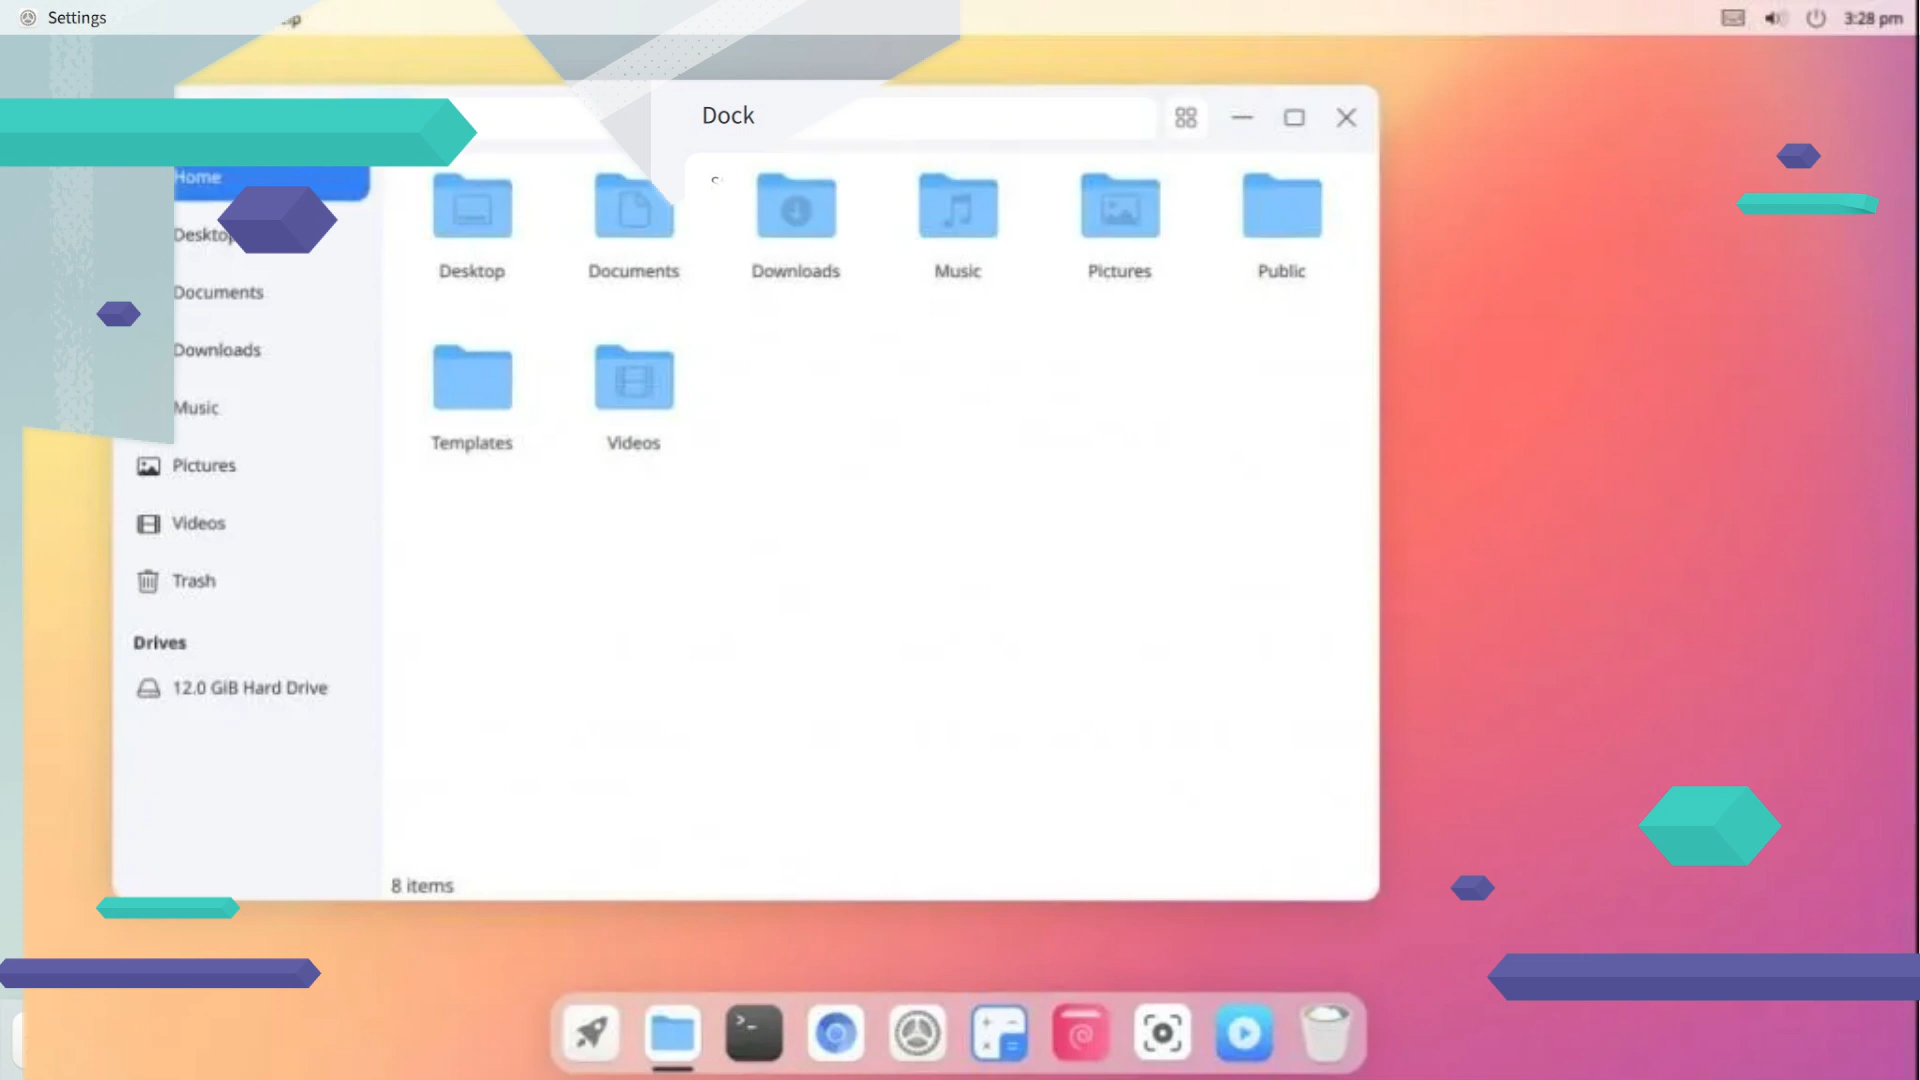 Settings
3:28 pm
Dock
Home
Desktop
Documents
Downloads
Music
Pictures
Videos
Trash
Drives
12.0 GiB Hard Drive
Desktop
Documents
Downloads
Music
Pictures
Public
Templates
Videos
8 items